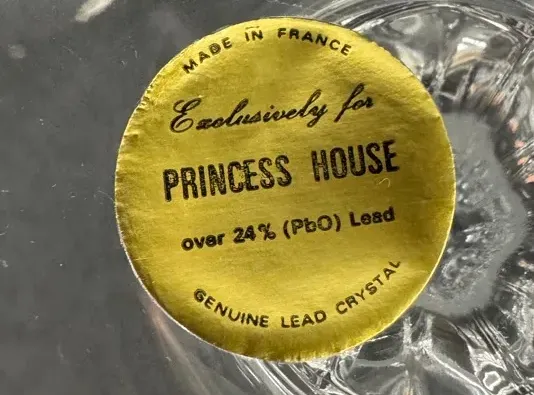 MADE IN FRANCE
Exclusively for
PRINCESS HOUSE
over 24% (PbO) Lead
GENUINE LEAD CRYSTAL